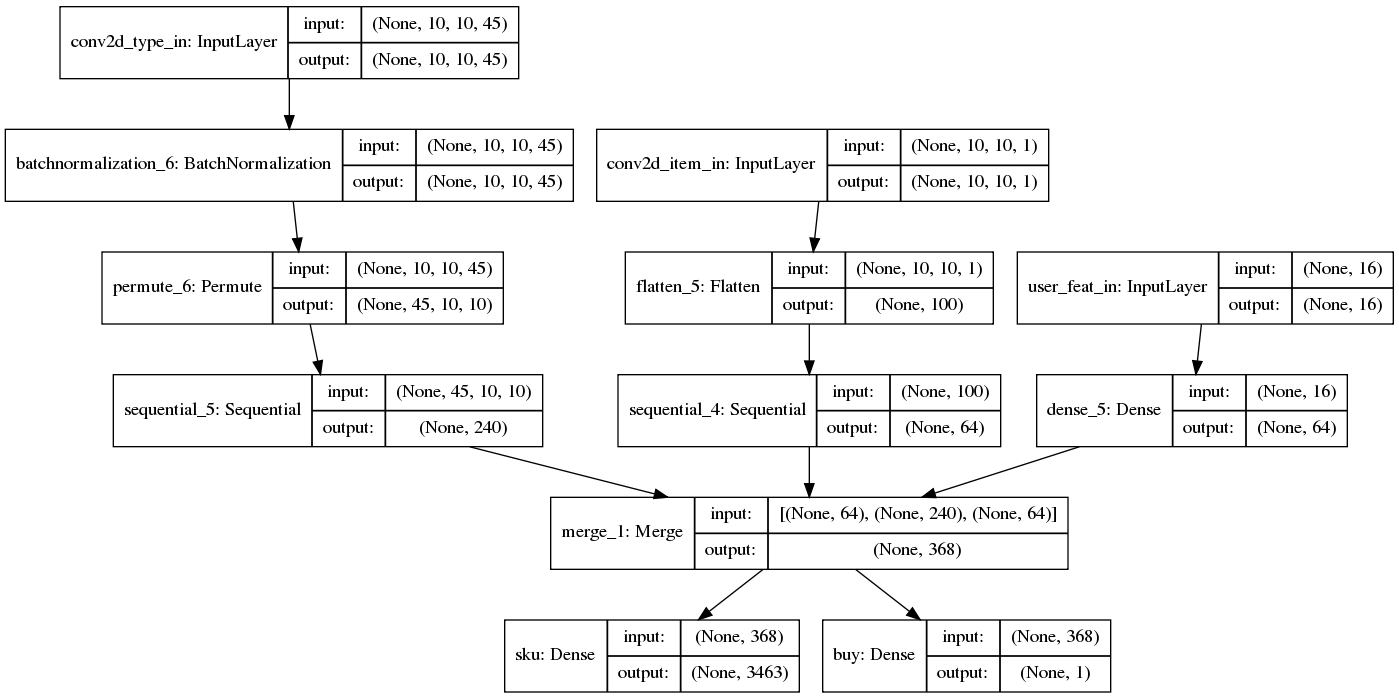 conv2d_type_in: InputLayer
input: (None, 10, 10, 45)
output: (None, 10, 10, 45)
batchnormalization_6: BatchNormalization
input: (None, 10, 10, 45)
output: (None, 10, 10, 45)
conv2d_item_in: InputLayer
input: (None, 10, 10, 1)
output: (None, 10, 10, 1)
permute_6: Permute
input: (None, 10, 10, 45)
output: (None, 45, 10, 10)
flatten_5: Flatten
input: (None, 10, 10, 1)
output: (None, 100)
user_feat_in: InputLayer
input: (None, 16)
output: (None, 16)
sequential_5: Sequential
input: (None, 45, 10, 10)
output: (None, 240)
sequential_4: Sequential
input: (None, 100)
output: (None, 64)
dense_5: Dense
input: (None, 16)
output: (None, 64)
merge_1: Merge
input: [(None, 64), (None, 240), (None, 64)]
output: (None, 368)
sku: Dense
input: (None, 368)
output: (None, 3463)
buy: Dense
input: (None, 368)
output: (None, 1)